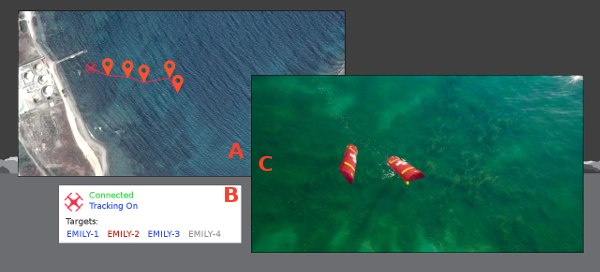 A
B
C
Connected
Tracking On
Targets:
EMILY-1 EMILY-2 EMILY-3 EMILY-4